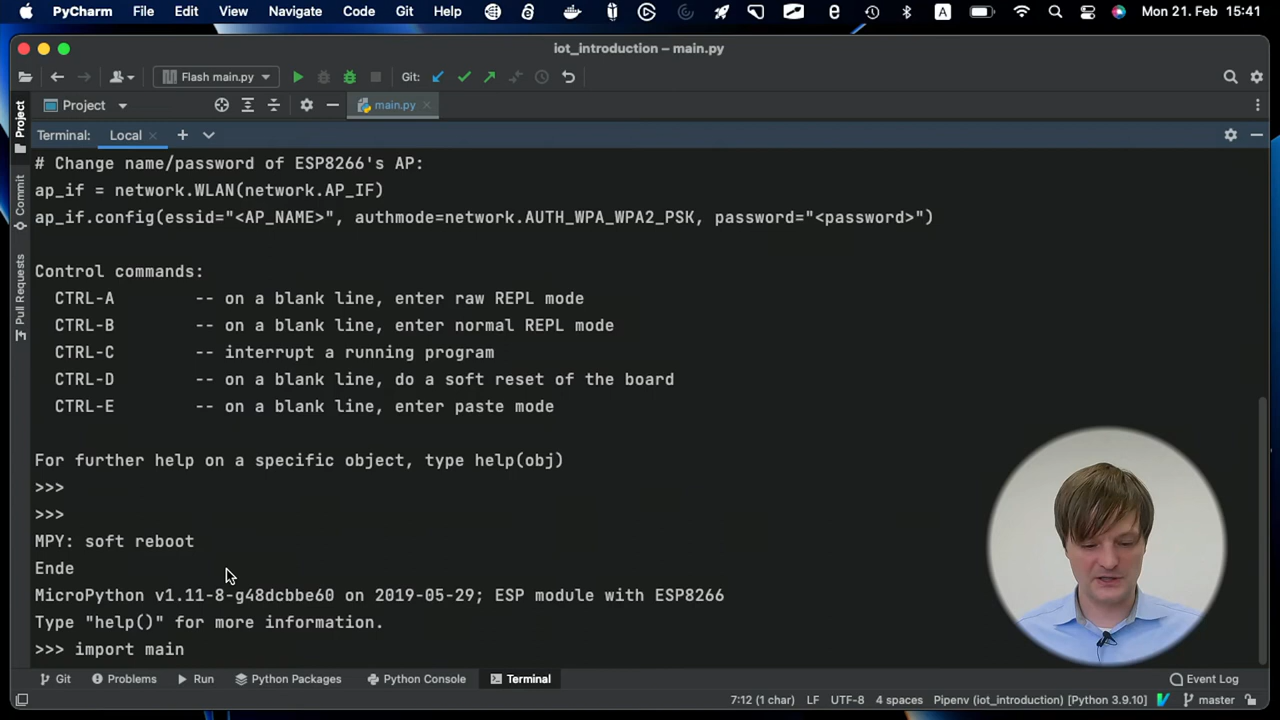 PyCharm File Edit View Navigate Code Git Help A Mon 21. Feb 15:41
iot_introduction – main.py
Flash main.py Git:
Project main.py
Terminal: Local + 
Project
Commit
Pull Requests
# Change name/password of ESP8266's AP:
ap_if = network.WLAN(network.AP_IF)
ap_if.config(essid="<AP_NAME>", authmode=network.AUTH_WPA_WPA2_PSK, password="<password>")
Control commands:
CTRL-A -- on a blank line, enter raw REPL mode
CTRL-B -- on a blank line, enter normal REPL mode
CTRL-C -- interrupt a running program
CTRL-D -- on a blank line, do a soft reset of the board
CTRL-E -- on a blank line, enter paste mode
For further help on a specific object, type help(obj)
>>>
>>>
MPY: soft reboot
Ende
MicroPython v1.11-8-g48dcbbe60 on 2019-05-29; ESP module with ESP8266
Type "help()" for more information.
>>> import main
Git Problems Run Python Packages Python Console Terminal Event Log
7:12 (1 char) LF UTF-8 4 spaces Pipenv (iot_introduction) [Python 3.9.10] master